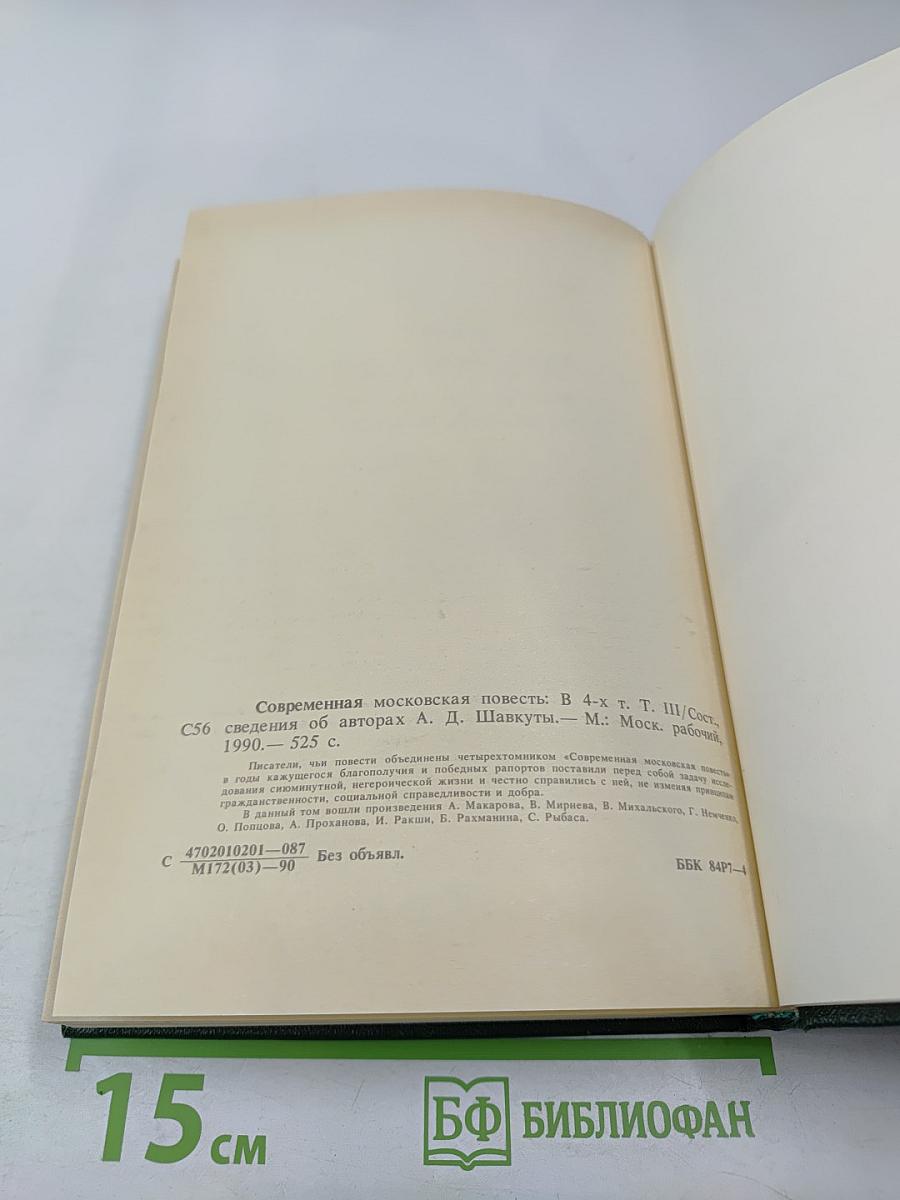 Современная московская повесть: В 4-х т. Т. III/Сост.,
С56 сведения об авторах А. Д. Шавкуты.— М.: Моск. рабочий,
1990.— 525 с.
Писатели, чьи повести объединены четырехтомником «Современная московская повесть»
в годы кажущегося благополучия и победных рапортов поставили перед собой задачу иссле-
дования сиюминутной, негероической жизни и честно справились с ней, не изменяя принципам
гражданственности, социальной справедливости и добра.
В данный том вошли произведения А. Макарова, В. Мирнева, В. Михальского, Г. Немченко,
О. Попцова, А. Проханова, И. Ракши, Б. Рахманина, С. Рыбаса.
С 4702010201—087
М172(03)—90 Без объявл.
ББК 84Р7—4
15 см
БФ БИБЛИОФАН